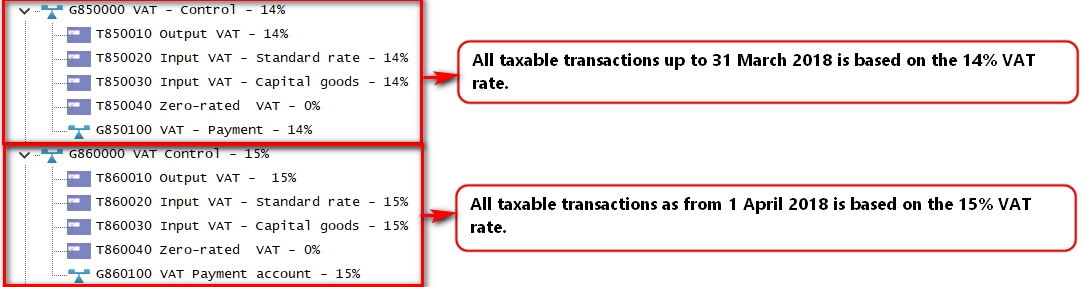 G850000 VAT - Control - 14%
T850010 Output VAT - 14%
T850020 Input VAT - Standard rate - 14%
T850030 Input VAT - Capital goods - 14%
T850040 Zero-rated  VAT - 0%
G850100 VAT - Payment - 14%
All taxable transactions up to 31 March 2018 is based on the 14% VAT
rate.
G860000 VAT Control - 15%
T860010 Output VAT -  15%
T860020 Input VAT - Standard rate - 15%
T860030 Input VAT - Capital goods - 15%
T860040 Zero-rated  VAT - 0%
G860100 VAT Payment account - 15%
All taxable transactions as from 1 April 2018 is based on the 15% VAT
rate.